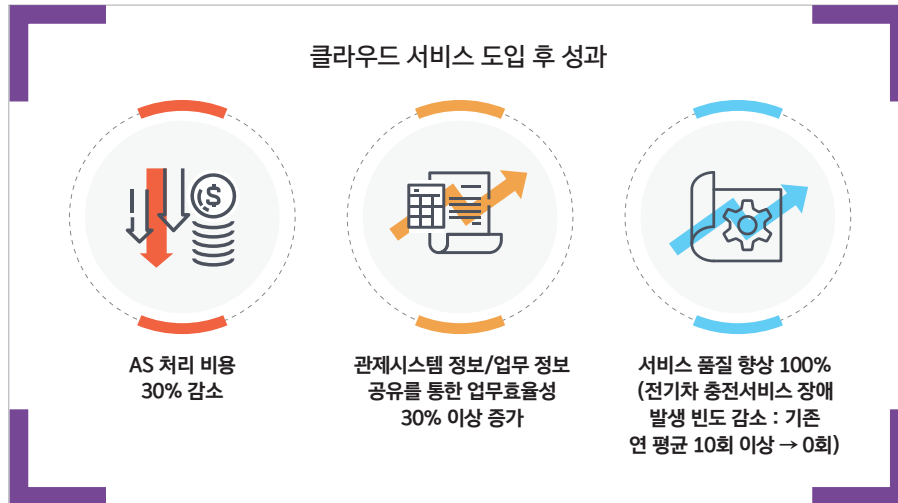 클라우드 서비스 도입 후 성과
$
AS 처리 비용
30% 감소
관제시스템 정보/업무 정보
공유를 통한 업무효율성
30% 이상 증가
서비스 품질 향상 100%
(전기차 충전서비스 장애
발생 빈도 감소 : 기존
연 평균 10회 이상 → 0회)